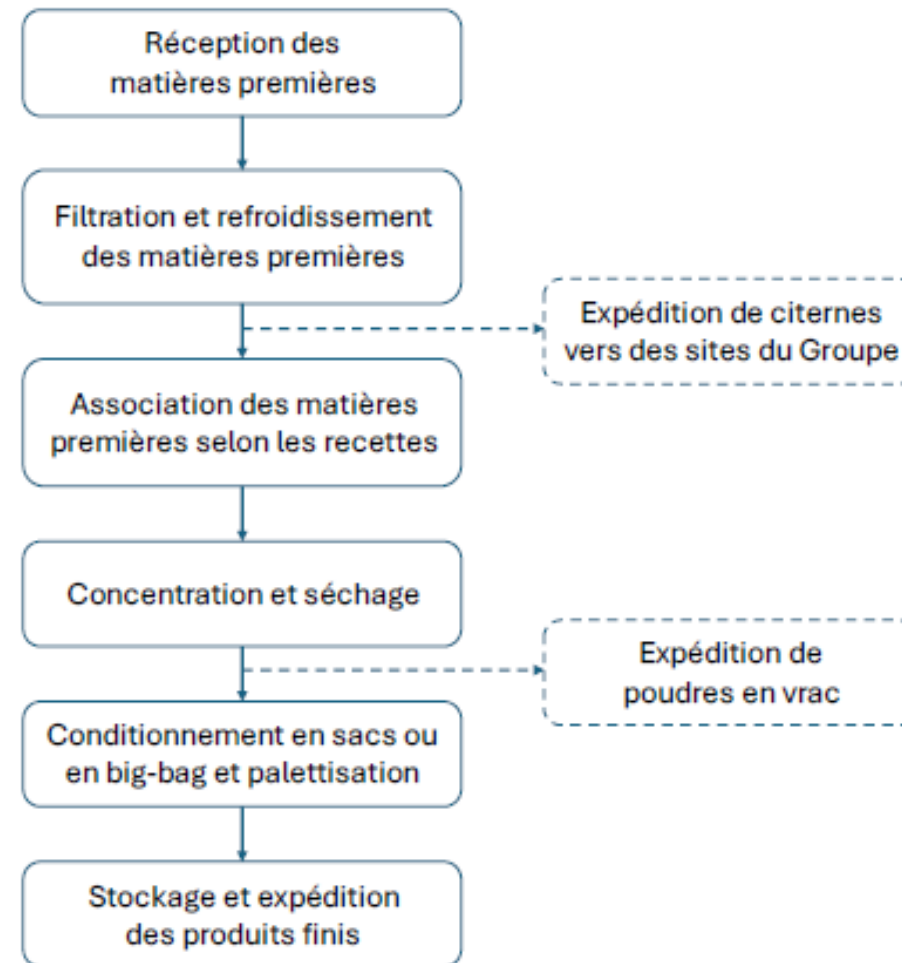 Réception des
matières premières
Filtration et refroidissement
des matières premières
Expédition de citernes
vers des sites du Groupe
Association des matières
premières selon les recettes
Concentration et séchage
Expédition de
poudres en vrac
Conditionnement en sacs ou
en big-bag et palettisation
Stockage et expédition
des produits finis